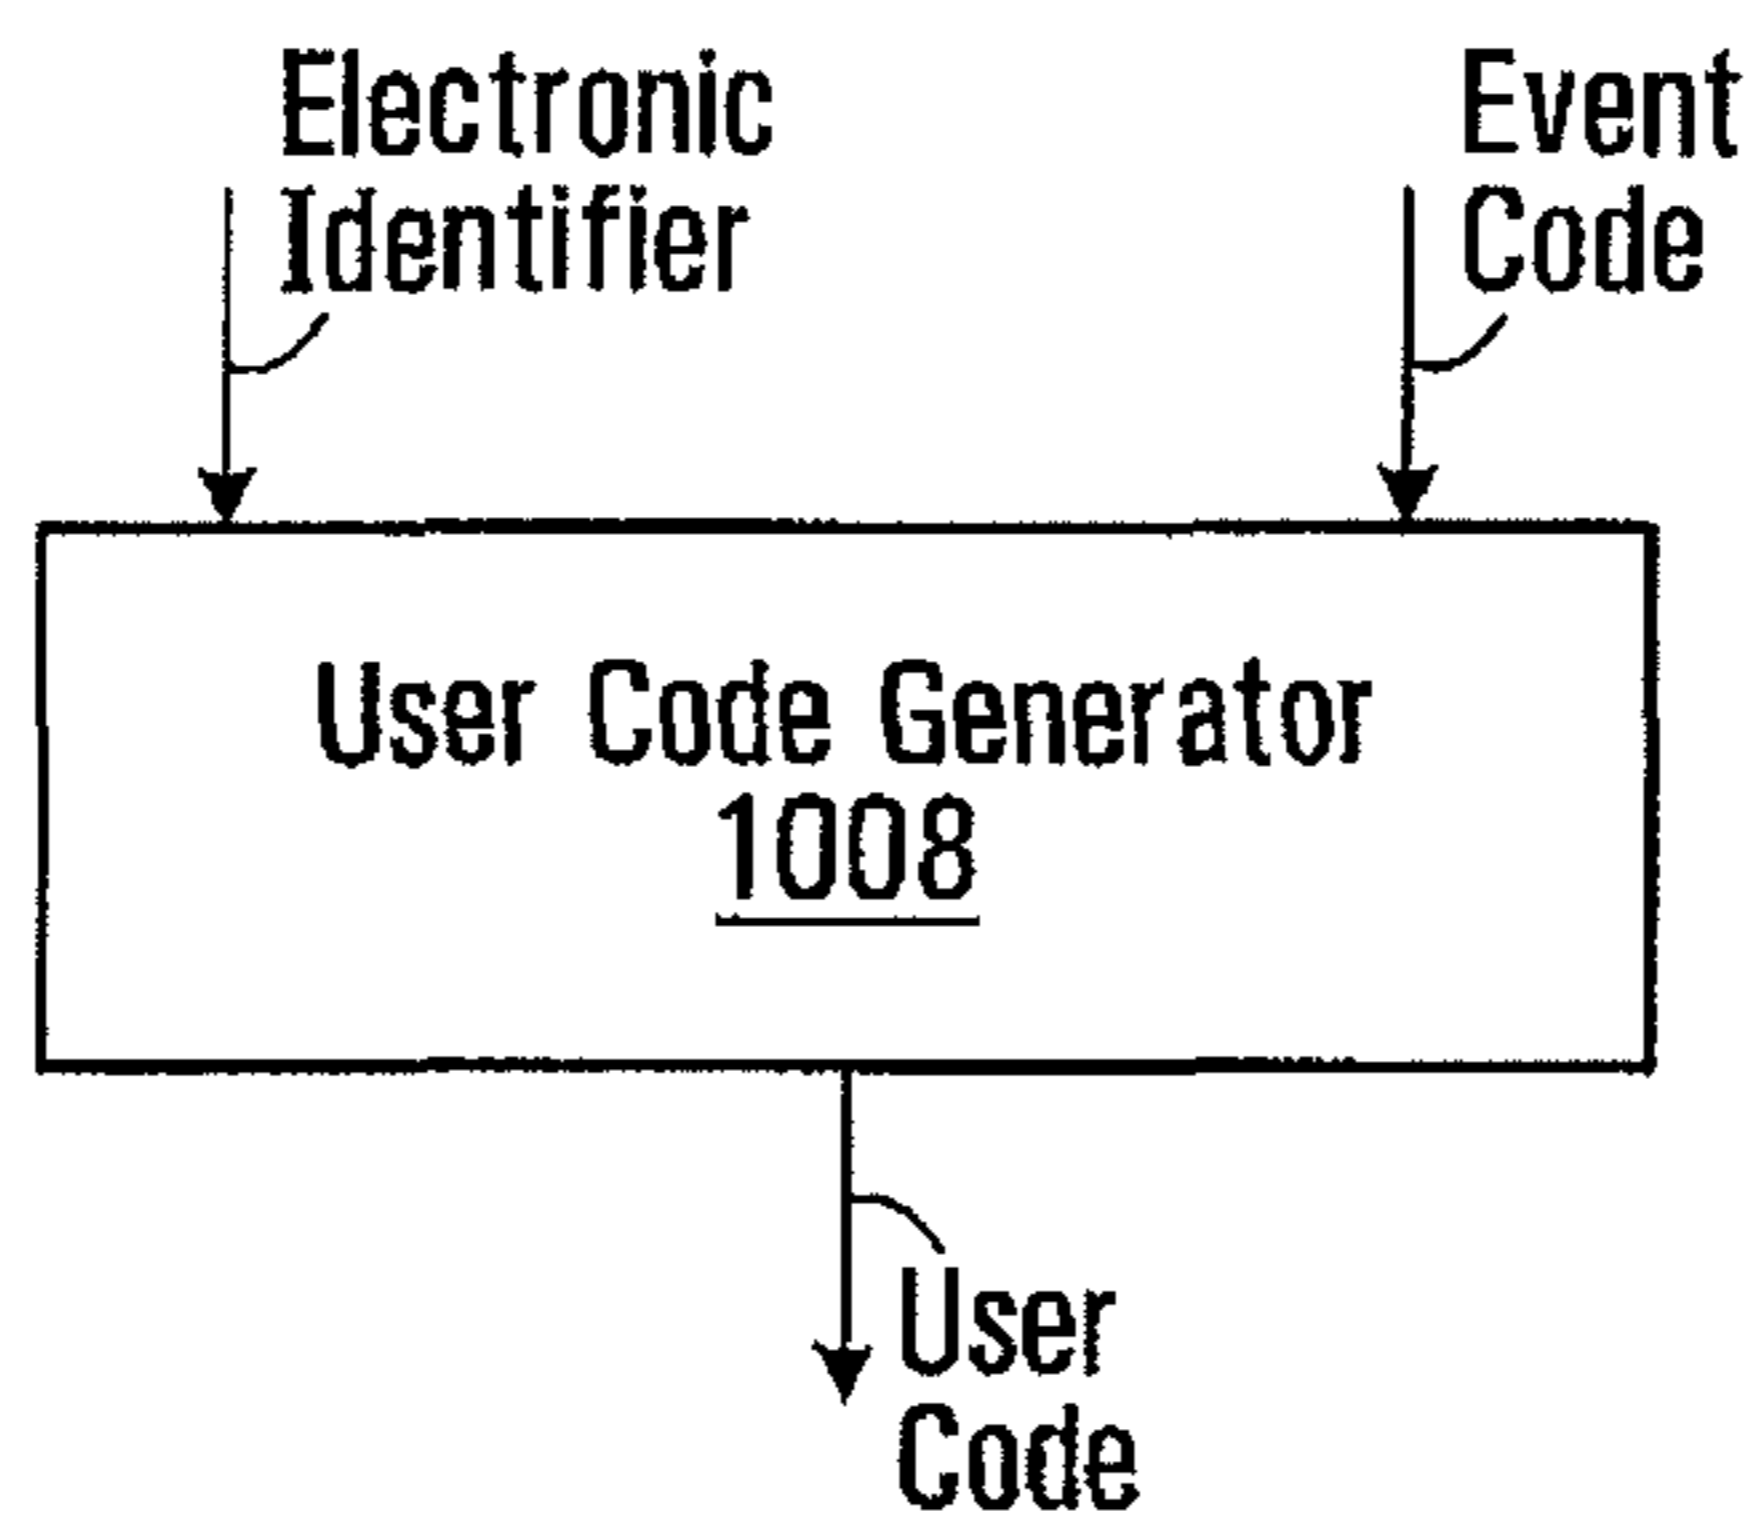 Electronic
Identifier
Event
Code
User Code Generator
1008
User
Code